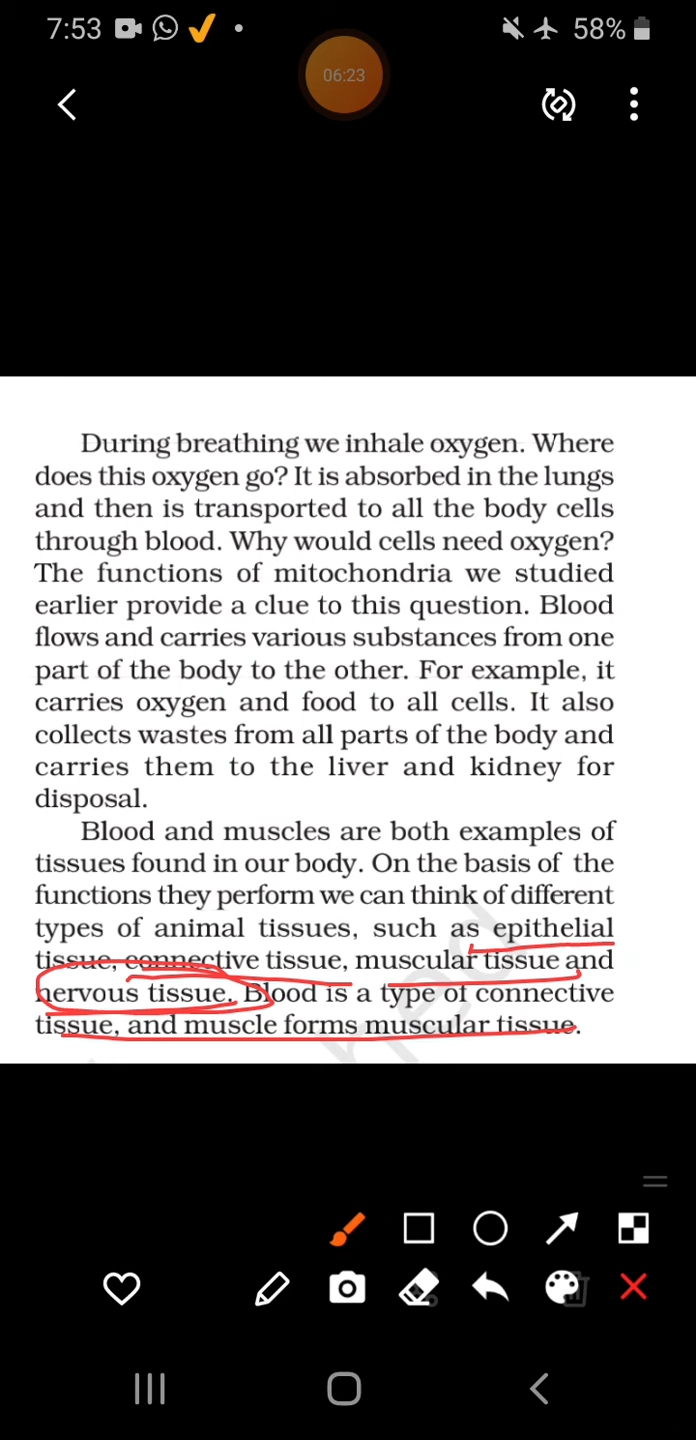 7:53
58%
06:23
During breathing we inhale oxygen. Where
does this oxygen go? It is absorbed in the lungs
and then is transported to all the body cells
through blood. Why would cells need oxygen?
The functions of mitochondria we studied
earlier provide a clue to this question. Blood
flows and carries various substances from one
part of the body to the other. For example, it
carries oxygen and food to all cells. It also
collects wastes from all parts of the body and
carries them to the liver and kidney for
disposal.
Blood and muscles are both examples of
tissues found in our body. On the basis of the
functions they perform we can think of different
types of animal tissues, such as epithelial
tissue, connective tissue, muscular tissue and
nervous tissue. Blood is a type of connective
tissue, and muscle forms muscular tissue.